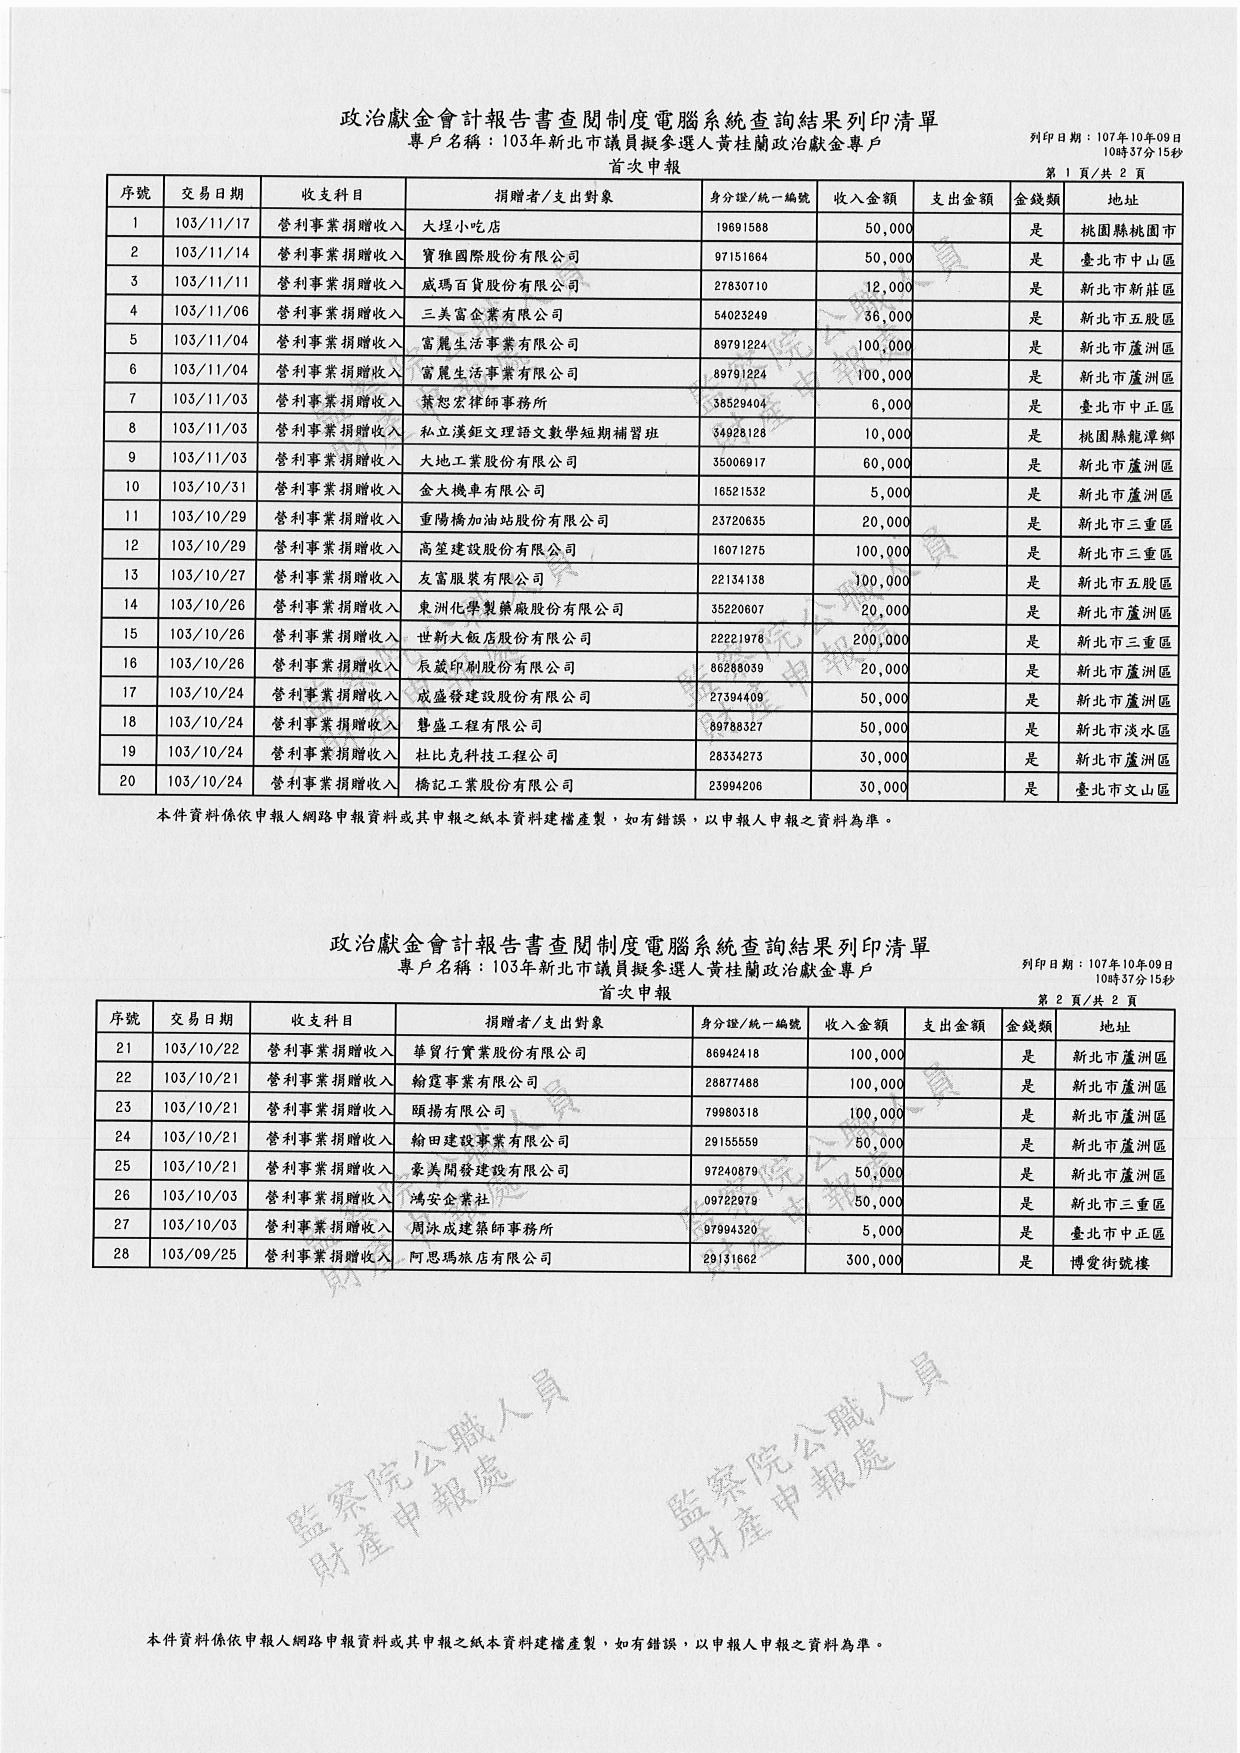 政治獻金會計報告書查閱制度電腦系統查詢結果列印清單
專戶名稱：103年新北市議員擬參選人黃桂蘭政治獻金專戶
列印日期：107年10年09日
10時37分15秒
首次申報
第 1 頁/共 2 頁
序號 交易日期 收支科目 捐贈者/支出對象 身分證/統一編號 收入金額 支出金額 金錢類 地址
1 103/11/17 營利事業捐贈收入 大埕小吃店 19691588 50,000 是 桃園縣桃園市
2 103/11/14 營利事業捐贈收入 寶雅國際股份有限公司 97151664 50,000 是 臺北市中山區
3 103/11/11 營利事業捐贈收入 威瑪百貨股份有限公司 27830710 12,000 是 新北市新莊區
4 103/11/06 營利事業捐贈收入 三美富企業有限公司 54023249 36,000 是 新北市五股區
5 103/11/04 營利事業捐贈收入 富麗生活事業有限公司 89791224 100,000 是 新北市蘆洲區
6 103/11/04 營利事業捐贈收入 富麗生活事業有限公司 89791224 100,000 是 新北市蘆洲區
7 103/11/03 營利事業捐贈收入 葉恕宏律師事務所 38529404 6,000 是 臺北市中正區
8 103/11/03 營利事業捐贈收入 私立漢鉅文理語文數學短期補習班 34928128 10,000 是 桃園縣龍潭鄉
9 103/11/03 營利事業捐贈收入 大地工業股份有限公司 35006917 60,000 是 新北市蘆洲區
10 103/10/31 營利事業捐贈收入 金大機車有限公司 16521532 5,000 是 新北市蘆洲區
11 103/10/29 營利事業捐贈收入 重陽橋加油站股份有限公司 23720635 20,000 是 新北市三重區
12 103/10/29 營利事業捐贈收入 高笙建設股份有限公司 16071275 100,000 是 新北市三重區
13 103/10/27 營利事業捐贈收入 友富服裝有限公司 22134138 100,000 是 新北市五股區
14 103/10/26 營利事業捐贈收入 東洲化學製藥廠股份有限公司 35220607 20,000 是 新北市蘆洲區
15 103/10/26 營利事業捐贈收入 世新大飯店股份有限公司 22221978 200,000 是 新北市三重區
16 103/10/26 營利事業捐贈收入 辰葳印刷股份有限公司 86288039 20,000 是 新北市蘆洲區
17 103/10/24 營利事業捐贈收入 成盛發建設股份有限公司 27394409 50,000 是 新北市蘆洲區
18 103/10/24 營利事業捐贈收入 礱盛工程有限公司 89788327 50,000 是 新北市淡水區
19 103/10/24 營利事業捐贈收入 杜比克科技工程公司 28334273 30,000 是 新北市蘆洲區
20 103/10/24 營利事業捐贈收入 橋記工業股份有限公司 23994206 30,000 是 臺北市文山區
本件資料係依申報人網路申報資料或其申報之紙本資料建檔產製，如有錯誤，以申報人申報之資料為準。
政治獻金會計報告書查閱制度電腦系統查詢結果列印清單
專戶名稱：103年新北市議員擬參選人黃桂蘭政治獻金專戶
列印日期：107年10年09日
10時37分15秒
首次申報
第 2 頁/共 2 頁
序號 交易日期 收支科目 捐贈者/支出對象 身分證/統一編號 收入金額 支出金額 金錢類 地址
21 103/10/22 營利事業捐贈收入 華貿行實業股份有限公司 86942418 100,000 是 新北市蘆洲區
22 103/10/21 營利事業捐贈收入 翰霆事業有限公司 28877488 100,000 是 新北市蘆洲區
23 103/10/21 營利事業捐贈收入 頤揚有限公司 79980318 100,000 是 新北市蘆洲區
24 103/10/21 營利事業捐贈收入 翰田建設事業有限公司 29155559 50,000 是 新北市蘆洲區
25 103/10/21 營利事業捐贈收入 豪美開發建設有限公司 97240879 50,000 是 新北市蘆洲區
26 103/10/03 營利事業捐贈收入 鴻安企業社 09722979 50,000 是 新北市三重區
27 103/10/03 營利事業捐贈收入 周泳成建築師事務所 97994320 5,000 是 臺北市中正區
28 103/09/25 營利事業捐贈收入 阿思瑪旅店有限公司 29131662 300,000 是 博愛街號樓
監察院公職人員
財產申報處
監察院公職人員
財產申報處
本件資料係依申報人網路申報資料或其申報之紙本資料建檔產製，如有錯誤，以申報人申報之資料為準。